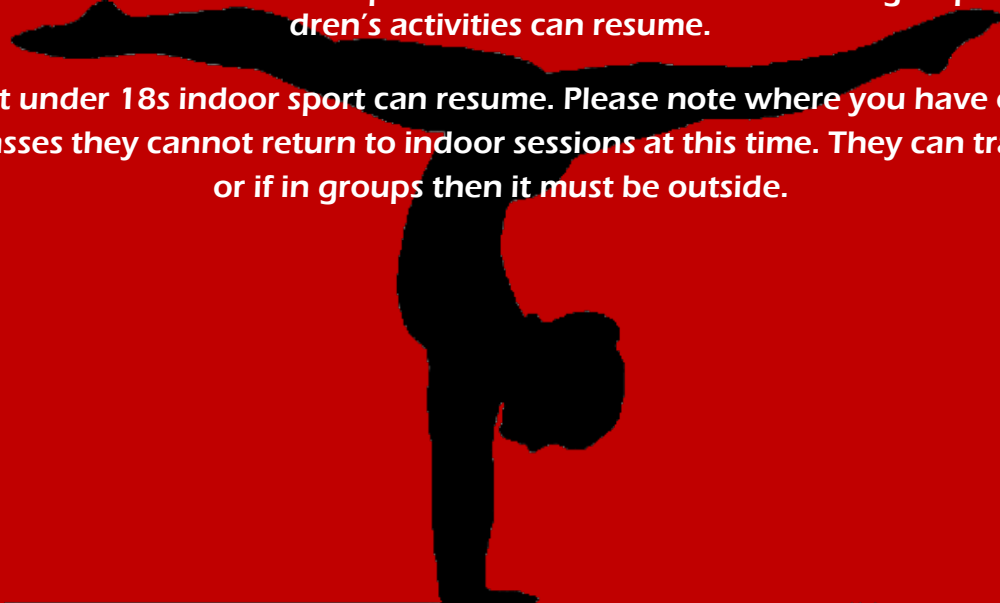 dren’s activities can resume.
t under 18s indoor sport can resume. Please note where you have
sses they cannot return to indoor sessions at this time. They can tra
or if in groups then it must be outside.